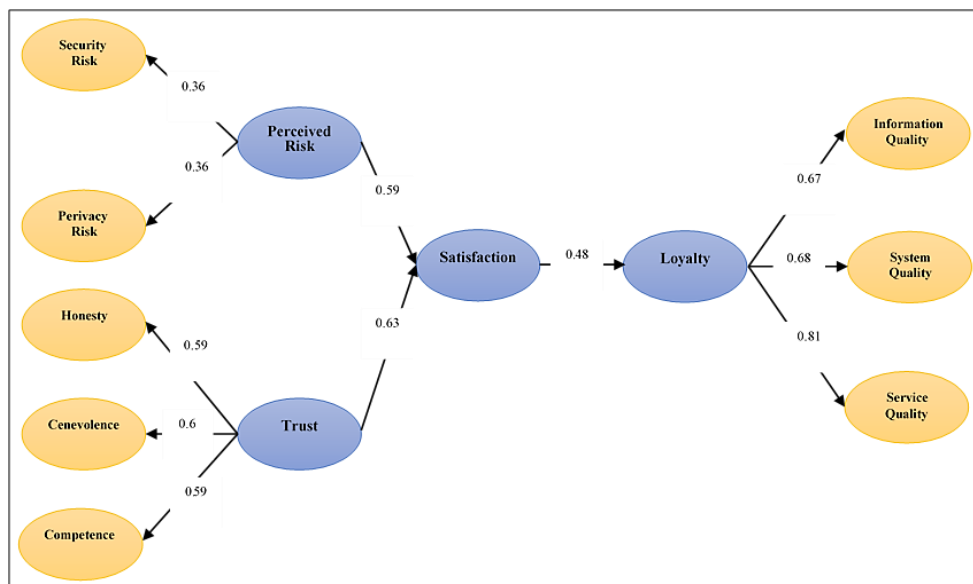 Security
Risk
0.36
Perceived
Risk
0.36
Perivacy
Risk
Honesty
0.59
Cenevolence
0.6
Trust
0.59
Competence
0.59
0.63
Satisfaction
0.48
Loyalty
Information
Quality
0.67
0.68
System
Quality
0.81
Service
Quality